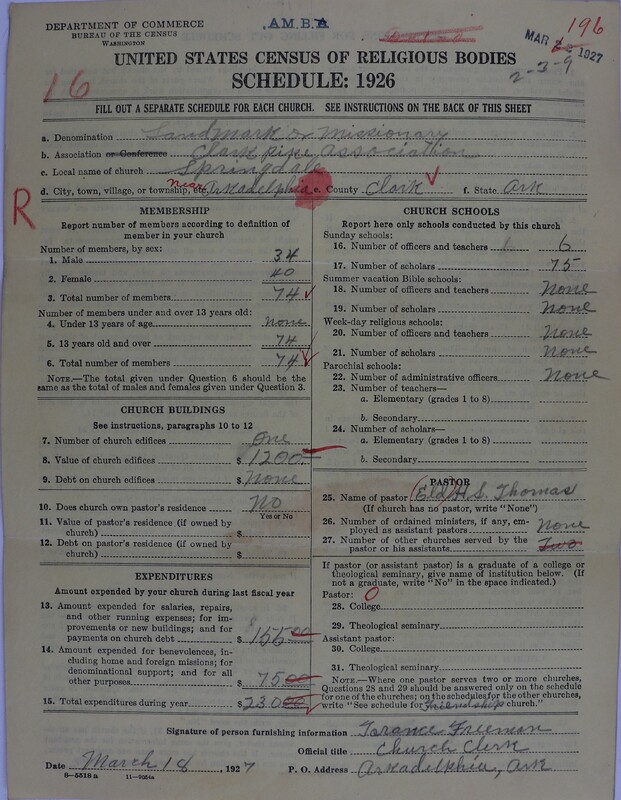 DEPARTMENT OF COMMERCE
BUREAU OF THE CENSUS
WASHINGTON
A.M.B.A
196
MAR 22 1927
2-3-9
16
UNITED STATES CENSUS OF RELIGIOUS BODIES
SCHEDULE: 1926
FILL OUT A SEPARATE SCHEDULE FOR EACH CHURCH. SEE INSTRUCTIONS ON THE BACK OF THIS SHEET
a. Denomination Landmark or Missionary
b. Association or Conference Clark pike Association
c. Local name of church Springdale
d. City, town, village, or township, etc. near Arkadelphia e. County Clark f. State Ark
R
MEMBERSHIP
Report number of members according to definition of member in your church
Number of members, by sex:
1. Male 34
2. Female 40
3. Total number of members 74
Number of members under and over 13 years old:
4. Under 13 years of age None
5. 13 years old and over 74
6. Total number of members 74
NOTE.—The total given under Question 6 should be the same as the total of males and females given under Question 3.
CHURCH BUILDINGS
See instructions, paragraphs 10 to 12
7. Number of church edifices One
8. Value of church edifices $ 1200.
9. Debt on church edifices $ None
10. Does church own pastor's residence No
Yes or No
11. Value of pastor's residence (if owned by church) $
12. Debt on pastor's residence (if owned by church) $
EXPENDITURES
Amount expended by your church during last fiscal year
13. Amount expended for salaries, repairs, and other running expenses; for improvements or new buildings; and for payments on church debt $ 155 00
14. Amount expended for benevolences, including home and foreign missions; for denominational support; and for all other purposes $ 75 00
15. Total expenditures during year $ 230 00
CHURCH SCHOOLS
Report here only schools conducted by this church
Sunday schools:
16. Number of officers and teachers 6
17. Number of scholars 75
Summer vacation Bible schools:
18. Number of officers and teachers None
19. Number of scholars None
Week-day religious schools:
20. Number of officers and teachers None
21. Number of scholars None
Parochial schools:
22. Number of administrative officers None
23. Number of teachers—
a. Elementary (grades 1 to 8)
b. Secondary
24. Number of scholars—
a. Elementary (grades 1 to 8)
b. Secondary
PASTOR
25. Name of pastor (Eld) H. S. Thomas
(If church has no pastor, write "None")
26. Number of ordained ministers, if any, employed as assistant pastors None
27. Number of other churches served by the pastor or his assistants Two
If pastor (or assistant pastor) is a graduate of a college or theological seminary, give name of institution below. (If not a graduate, write "No" in the space indicated.)
Pastor: O
28. College
29. Theological seminary
Assistant pastor:
30. College
31. Theological seminary
NOTE.—Where one pastor serves two or more churches, Questions 28 and 29 should be answered only on the schedule for one of the churches; on the schedules for the other churches, write "See schedule for Friendship church."
Signature of person furnishing information Torance Freeman
Official title Church Clerk
Date March 18, 1927 P. O. Address Arkadelphia, Ark
8—5518 a 11—9054a